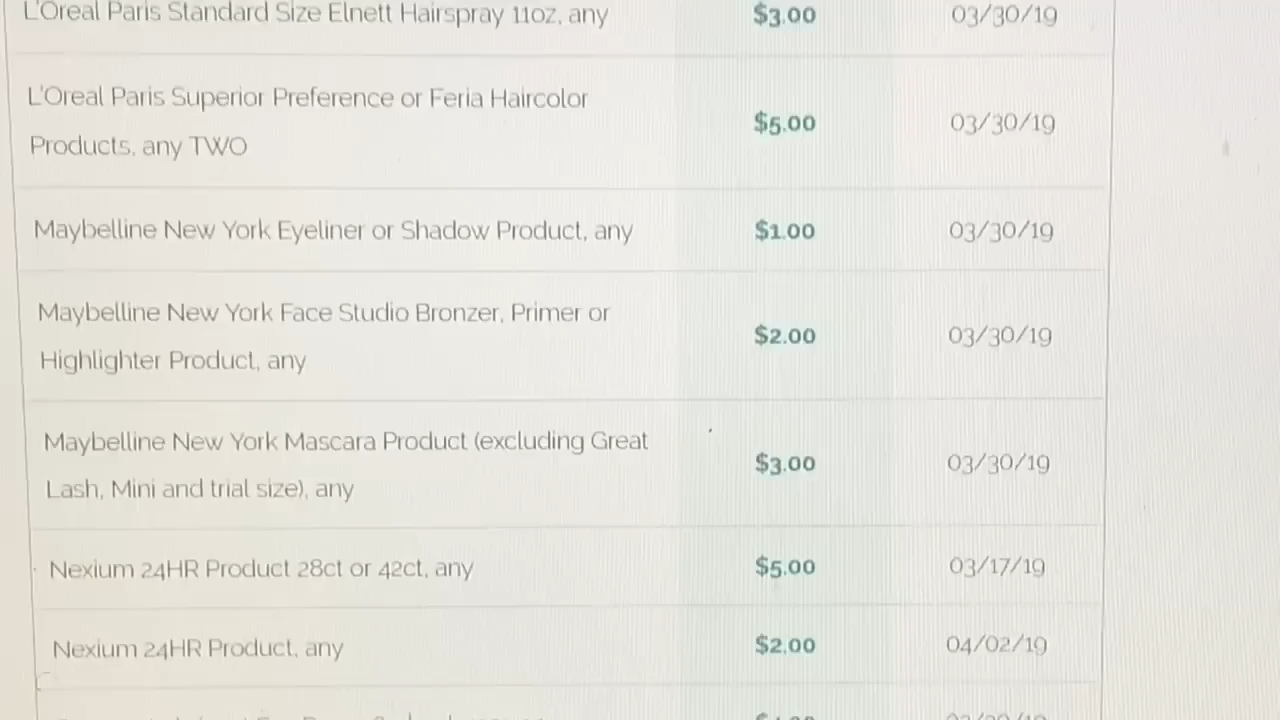 L'Oreal Paris Standard Size Elnett Hairspray 11oz, any $3.00 03/30/19
L'Oreal Paris Superior Preference or Feria Haircolor
Products, any TWO $5.00 03/30/19
Maybelline New York Eyeliner or Shadow Product, any $1.00 03/30/19
Maybelline New York Face Studio Bronzer, Primer or
Highlighter Product, any $2.00 03/30/19
Maybelline New York Mascara Product (excluding Great
Lash, Mini and trial size), any $3.00 03/30/19
Nexium 24HR Product 28ct or 42ct, any $5.00 03/17/19
Nexium 24HR Product, any $2.00 04/02/19